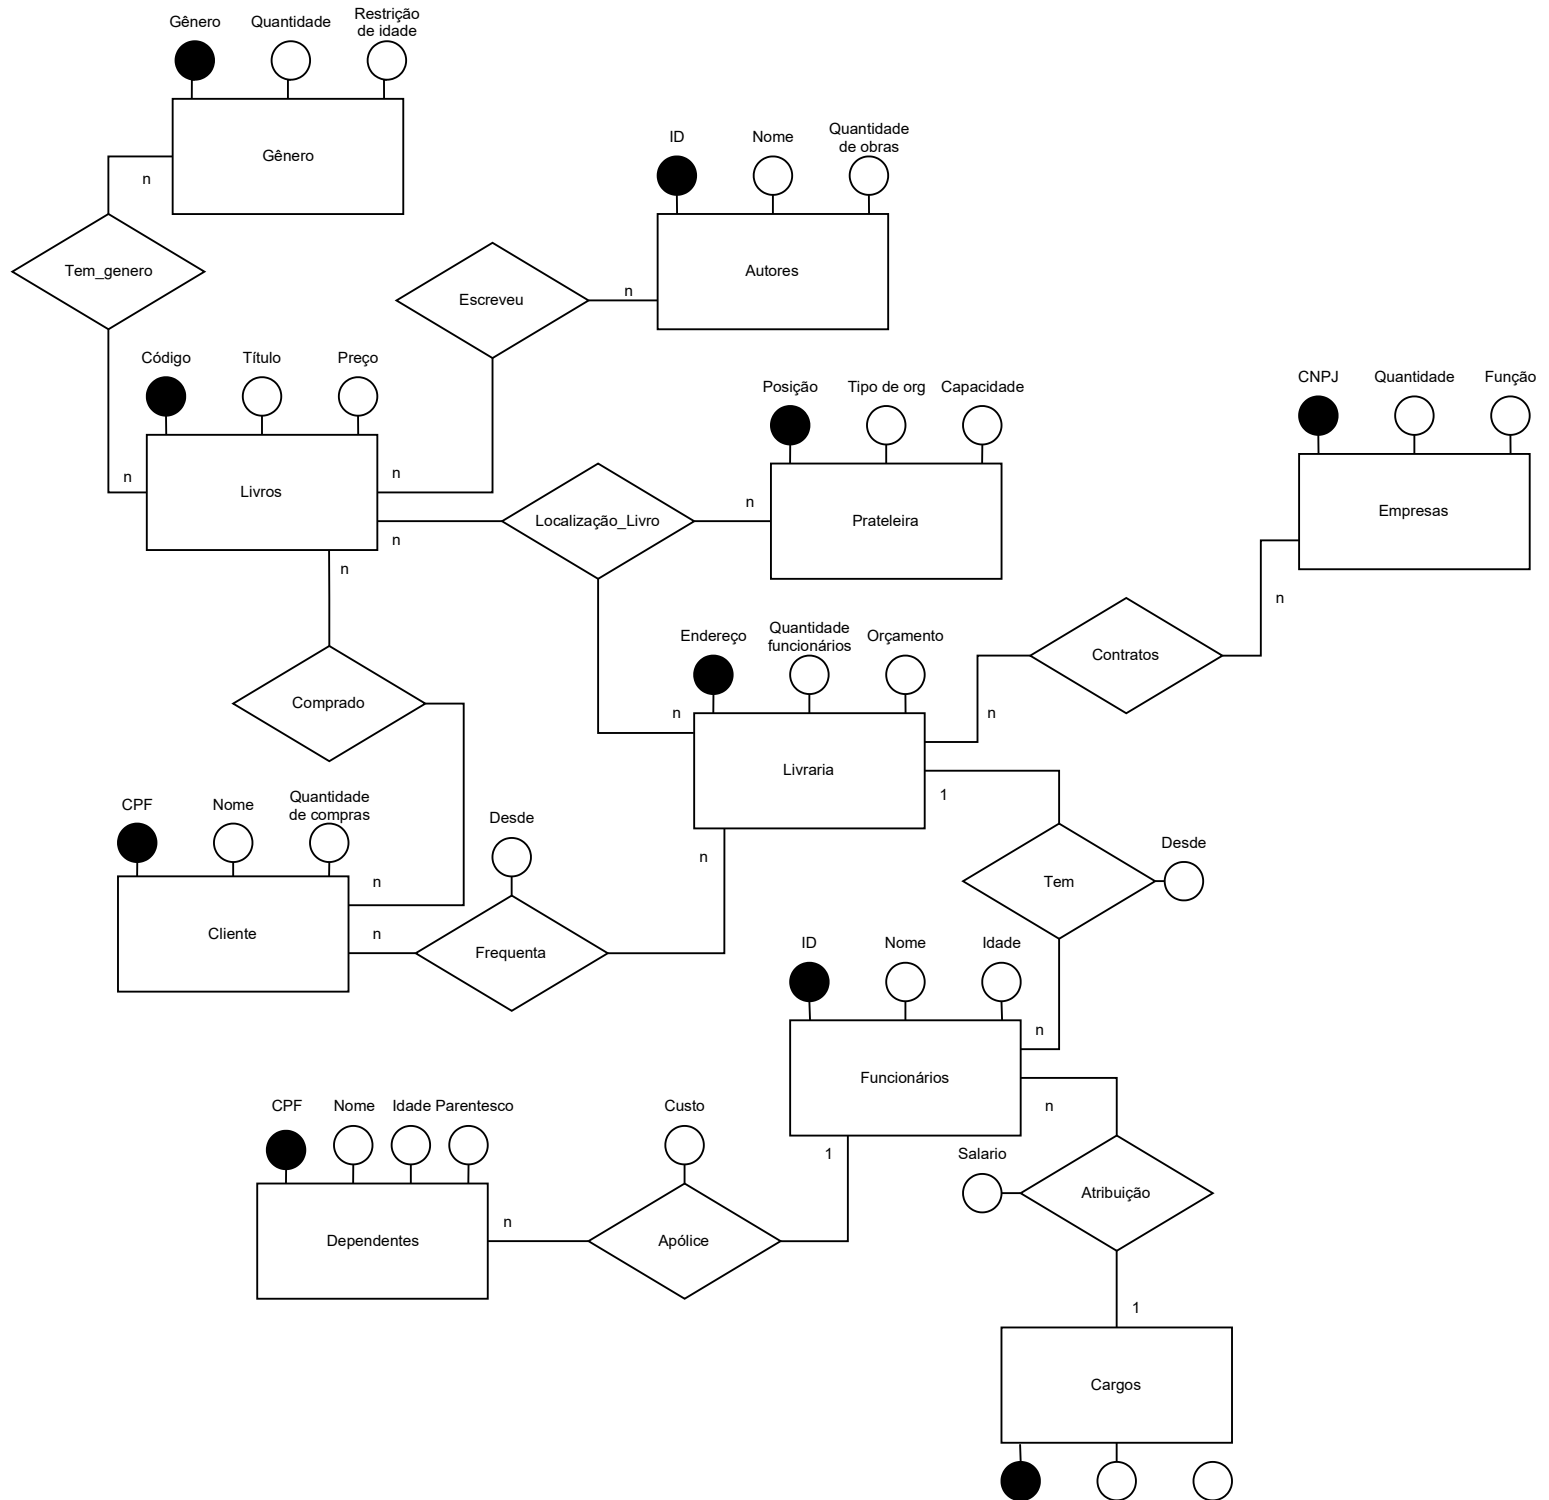 Gênero
Quantidade
Restrição
de idade
Gênero
n
Tem_genero
n
ID
Nome
Quantidade
de obras
Autores
Escreveu
n
n
Código
Título
Preço
Livros
n
n
Localização_Livro
n
n
Posição
Tipo de org
Capacidade
Prateleira
CNPJ
Quantidade
Função
Empresas
n
Contratos
n
Endereço
Quantidade
funcionários
Orçamento
Livraria
1
n
Comprado
n
CPF
Nome
Quantidade
de compras
Cliente
n
Desde
Frequenta
Tem
Desde
n
ID
Nome
Idade
Funcionários
n
1
CPF
Nome
Idade
Parentesco
Dependentes
n
Custo
Apólice
Salario
Atribuição
1
Cargos